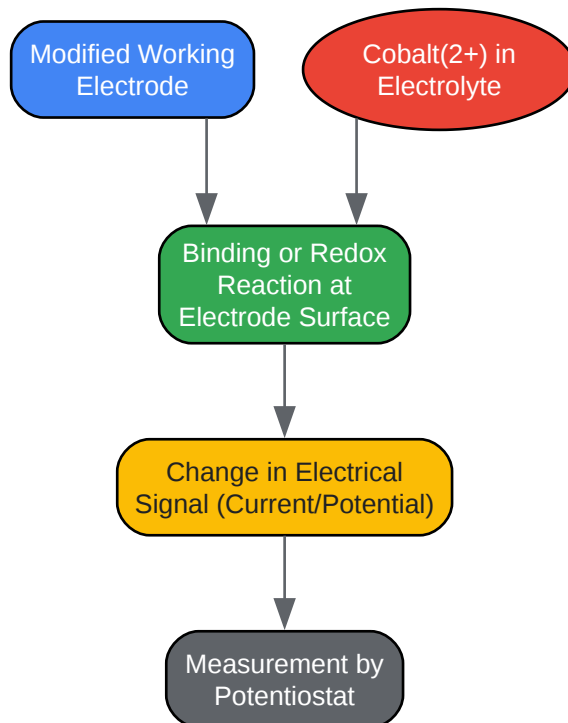 Modified Working
Electrode
Cobalt(2+) in
Electrolyte
Binding or Redox
Reaction at
Electrode Surface
Change in Electrical
Signal (Current/Potential)
Measurement by
Potentiostat